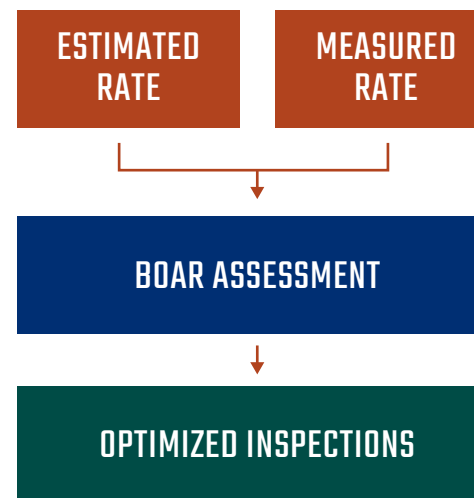 ESTIMATED
RATE
MEASURED
RATE
BOAR ASSESSMENT
OPTIMIZED INSPECTIONS